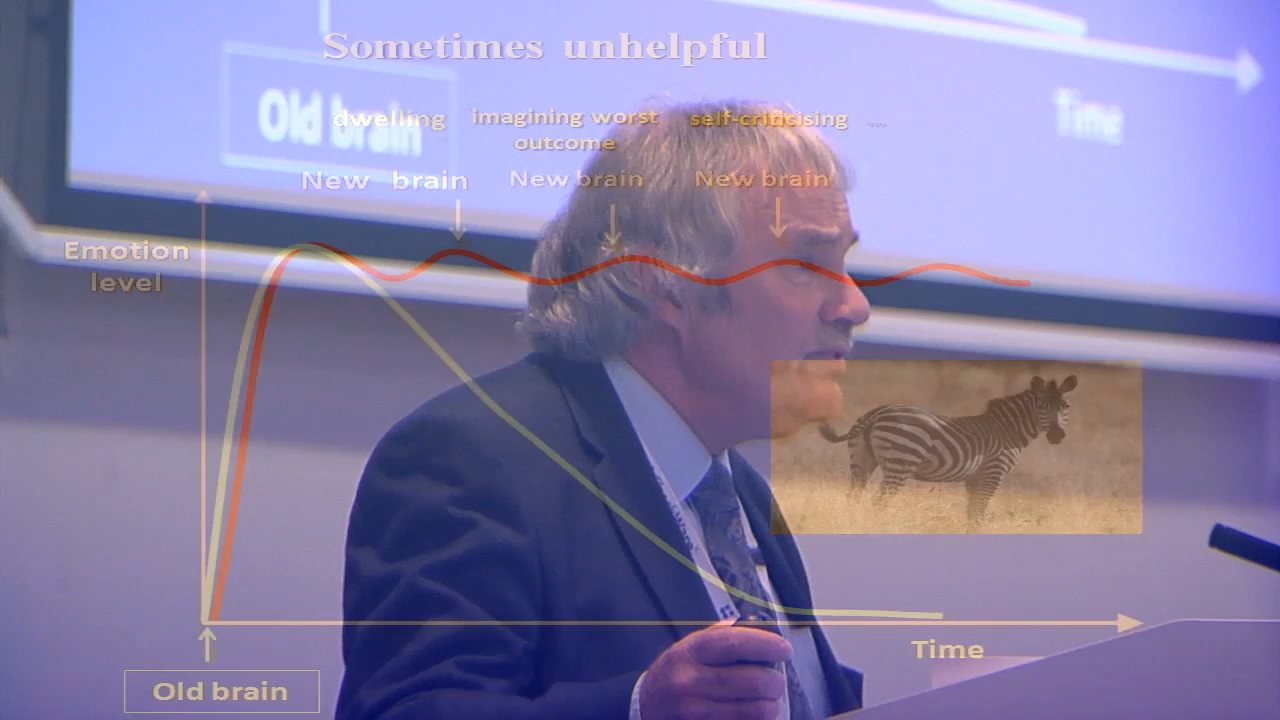 Sometimes unhelpful
Old brain
Time
dwelling imagining worst outcome self-criticising ...
New brain New brain New brain
Emotion
level
Time
Old brain